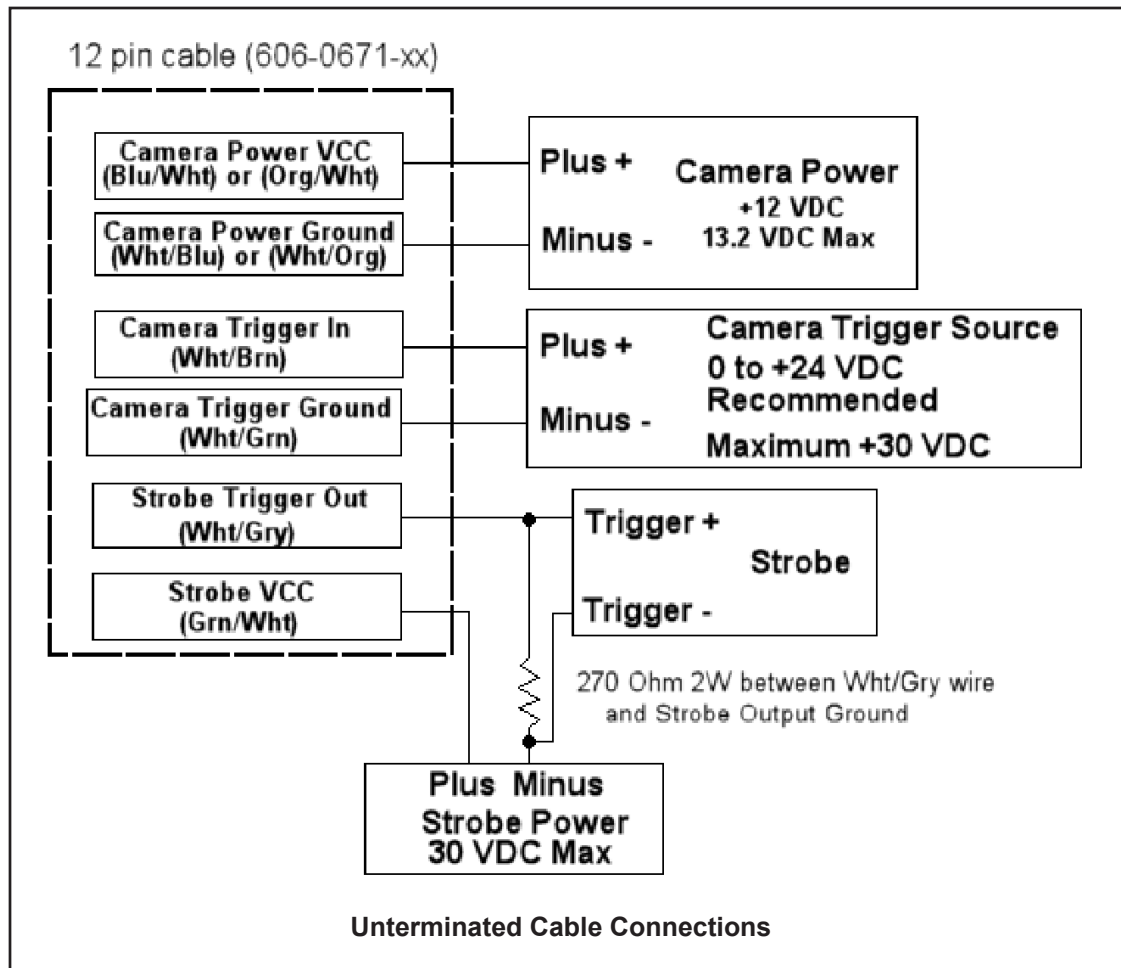 12 pin cable (606-0671-xx)
Camera Power VCC
(Blu/Wht) or (Org/Wht)
Camera Power Ground
(Wht/Blu) or (Wht/Org)
Camera Trigger In
(Wht/Brn)
Camera Trigger Ground
(Wht/Grn)
Strobe Trigger Out
(Wht/Gry)
Strobe VCC
(Grn/Wht)
Plus +
Minus -
Camera Power
+12 VDC
13.2 VDC Max
Plus +
Minus -
Camera Trigger Source
0 to +24 VDC
Recommended
Maximum +30 VDC
Trigger +
Strobe
Trigger -
270 Ohm 2W between Wht/Gry wire
and Strobe Output Ground
Plus Minus
Strobe Power
30 VDC Max
Unterminated Cable Connections